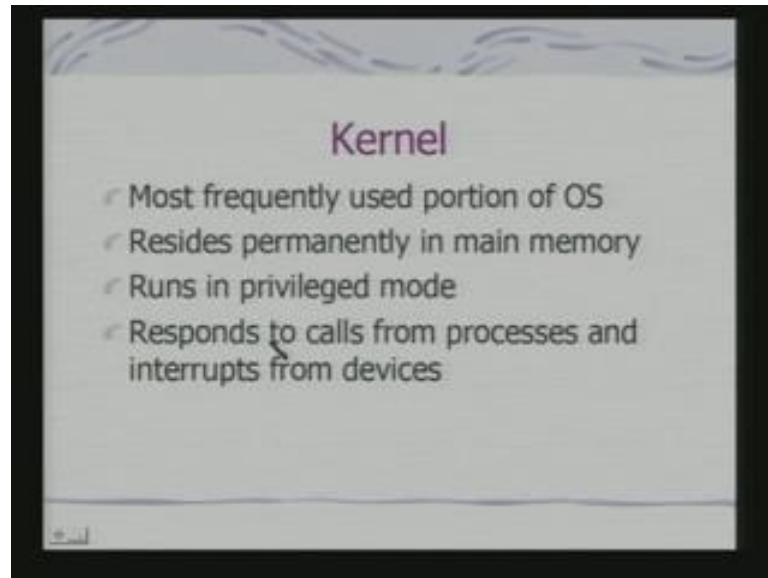 Kernel
Most frequently used portion of OS
Resides permanently in main memory
Runs in privileged mode
Responds to calls from processes and
interrupts from devices